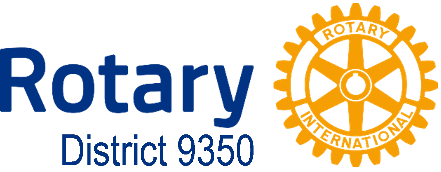 Rotary
District 9350
ROTARY
INTERNATIONAL